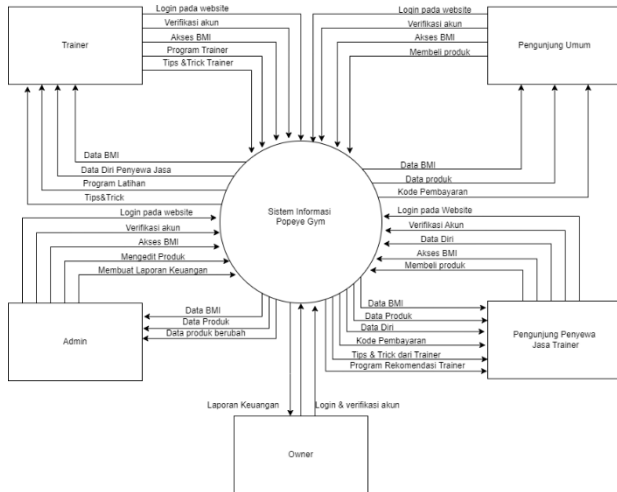 Login pada website
Verifikasi akun
Akses BMI
Program Trainer
Tips &Trick Trainer
Trainer
Login pada website
Verifikasi akun
Akses BMI
Membeli produk
Pengunjung Umum
Data BMI
Data Diri Penyewa Jasa
Program Latihan
Tips&Trick
Data BMI
Data produk
Kode Pembayaran
Sistem Informasi
Popeye Gym
Login pada website
Verifikasi akun
Akses BMI
Mengedit Produk
Membuat Laporan Keuangan
Login pada Website
Verifikasi Akun
Data Diri
Akses BMI
Membeli produk
Admin
Data BMI
Data Produk
Data produk berubah
Data BMI
Data Produk
Data Diri
Kode Pembayaran
Tips & Trick dari Trainer
Program Rekomendasi Trainer
Pengunjung Penyewa
Jasa Trainer
Laporan Keuangan
Login & verifikasi akun
Owner